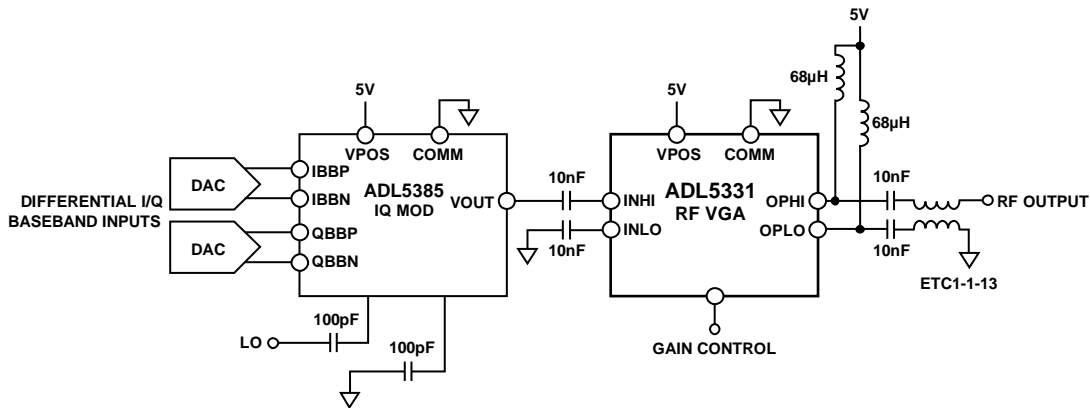 5V
68µH
5V
5V
68µH
VPOS
COMM
VPOS
COMM
DAC
IBBP
ADL5385
10nF
ADL5331
10nF
DIFFERENTIAL I/Q
BASEBAND INPUTS
IBBN
IQ MOD
VOUT
INHI
RF VGA
OPHI
RF OUTPUT
DAC
QBBP
INLO
OPLO
QBBN
10nF
10nF
ETC1-1-13
100pF
LO
100pF
GAIN CONTROL